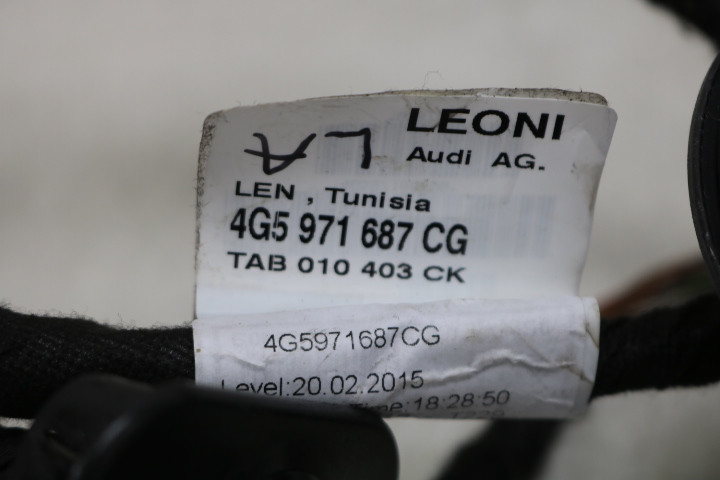 LEONI
Audi AG.
LEN , Tunisia
4G5 971 687 CG
TAB 010 403 CK
4G5971687CG
Level:20.02.2015
Time:18:28:50